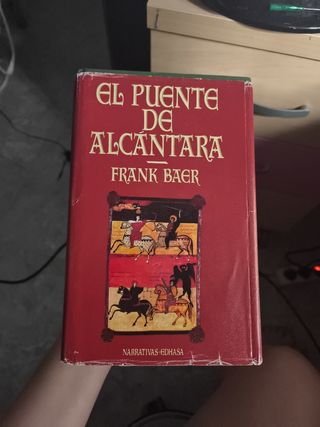 EL PUENTE
DE
ALCÁNTARA
FRANK BAER
NARRATIVAS-EDHASA